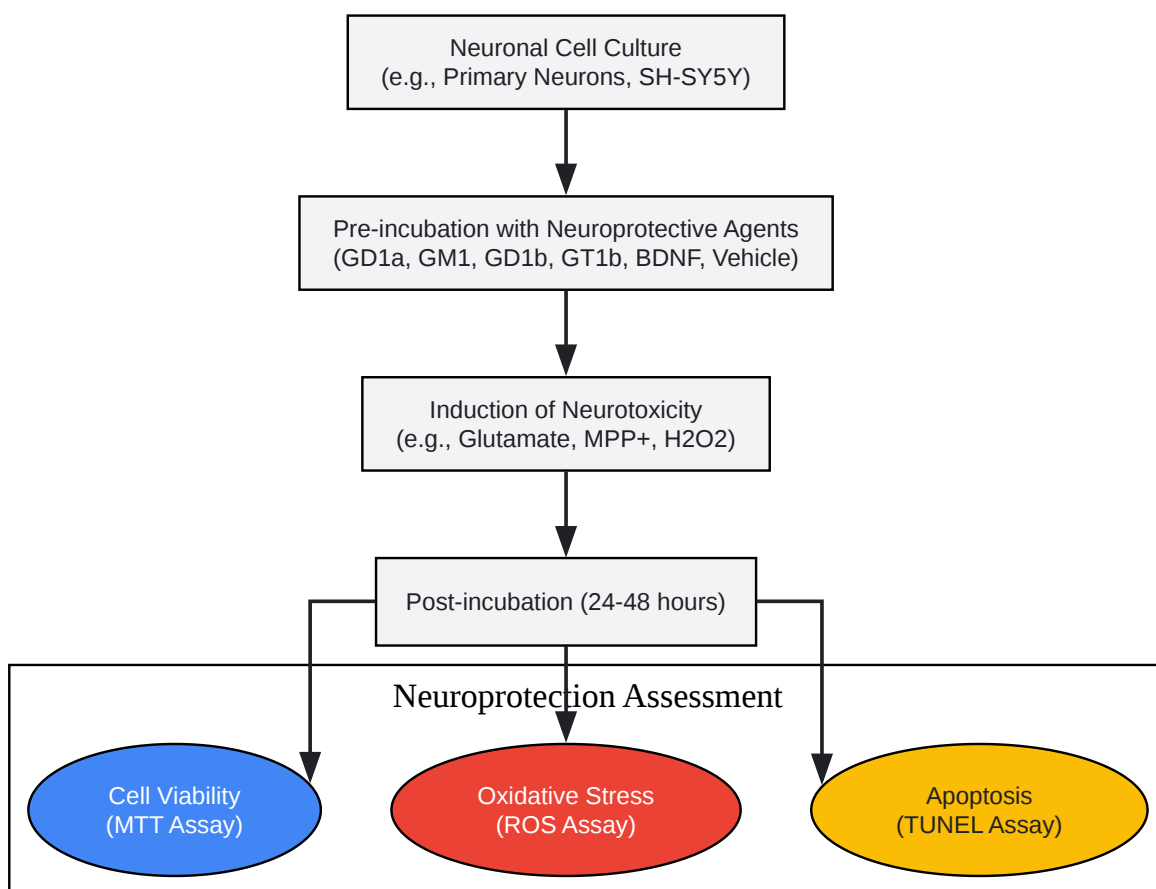 Neuronal Cell Culture
(e.g., Primary Neurons, SH-SY5Y)
Pre-incubation with Neuroprotective Agents
(GD1a, GM1, GD1b, GT1b, BDNF, Vehicle)
Induction of Neurotoxicity
(e.g., Glutamate, MPP+, H2O2)
Post-incubation (24-48 hours)
Neuroprotection Assessment
Cell Viability
(MTT Assay)
Oxidative Stress
(ROS Assay)
Apoptosis
(TUNEL Assay)